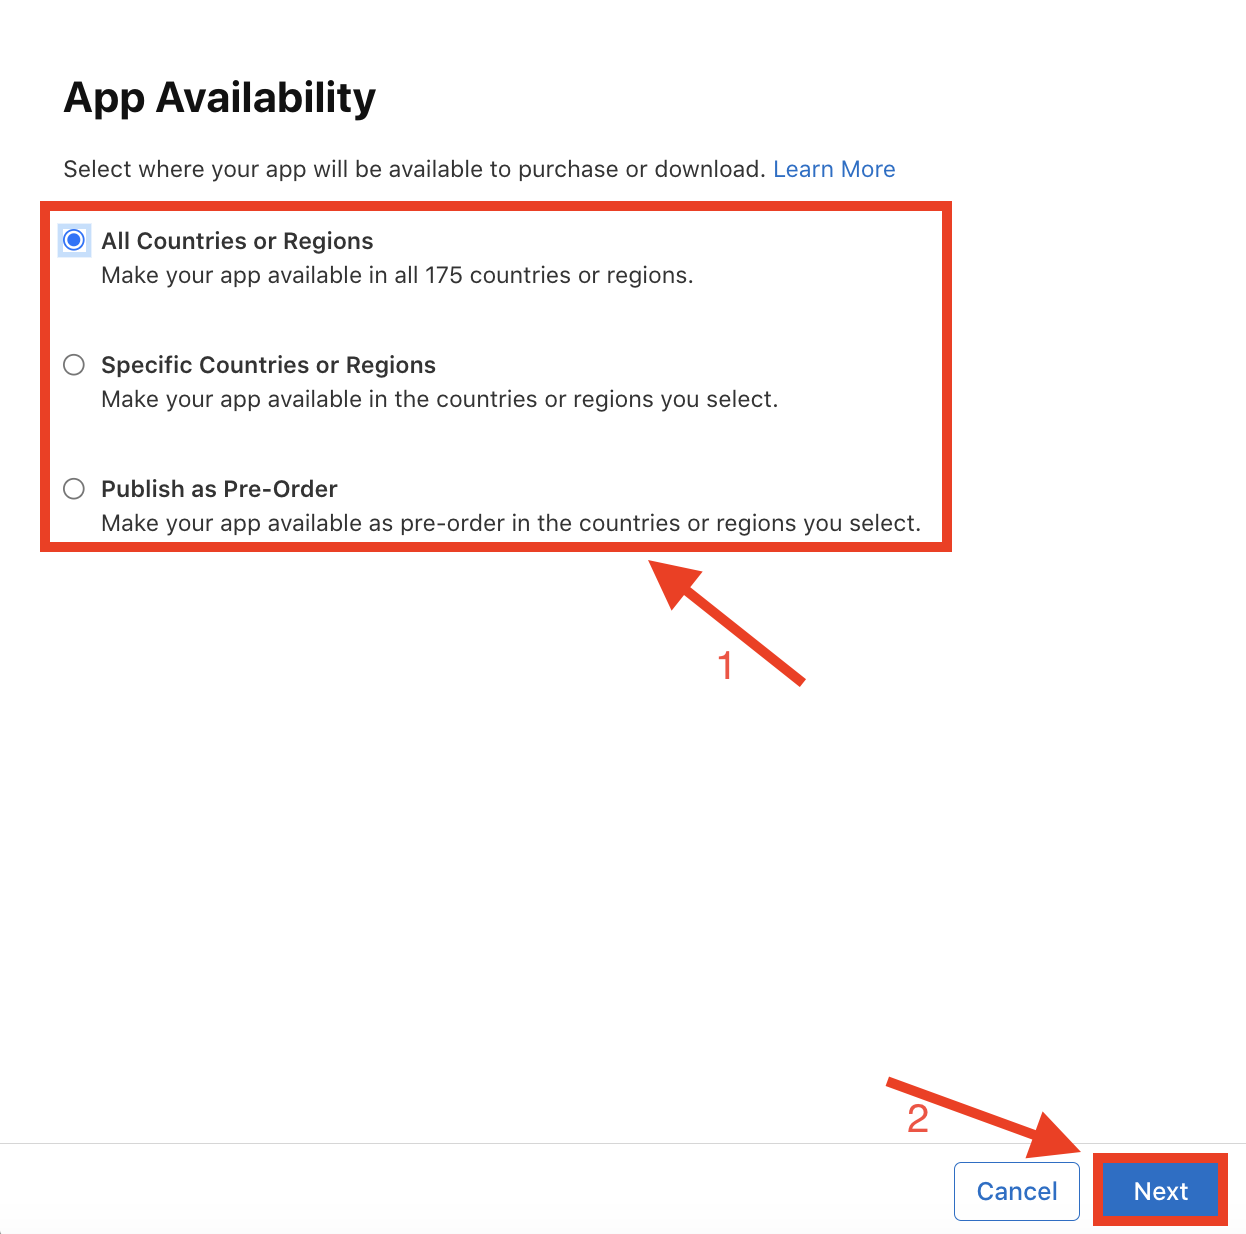 App Availability
Select where your app will be available to purchase or download. Learn More
All Countries or Regions
Make your app available in all 175 countries or regions.
Specific Countries or Regions
Make your app available in the countries or regions you select.
Publish as Pre-Order
Make your app available as pre-order in the countries or regions you select.
1
2
Cancel
Next